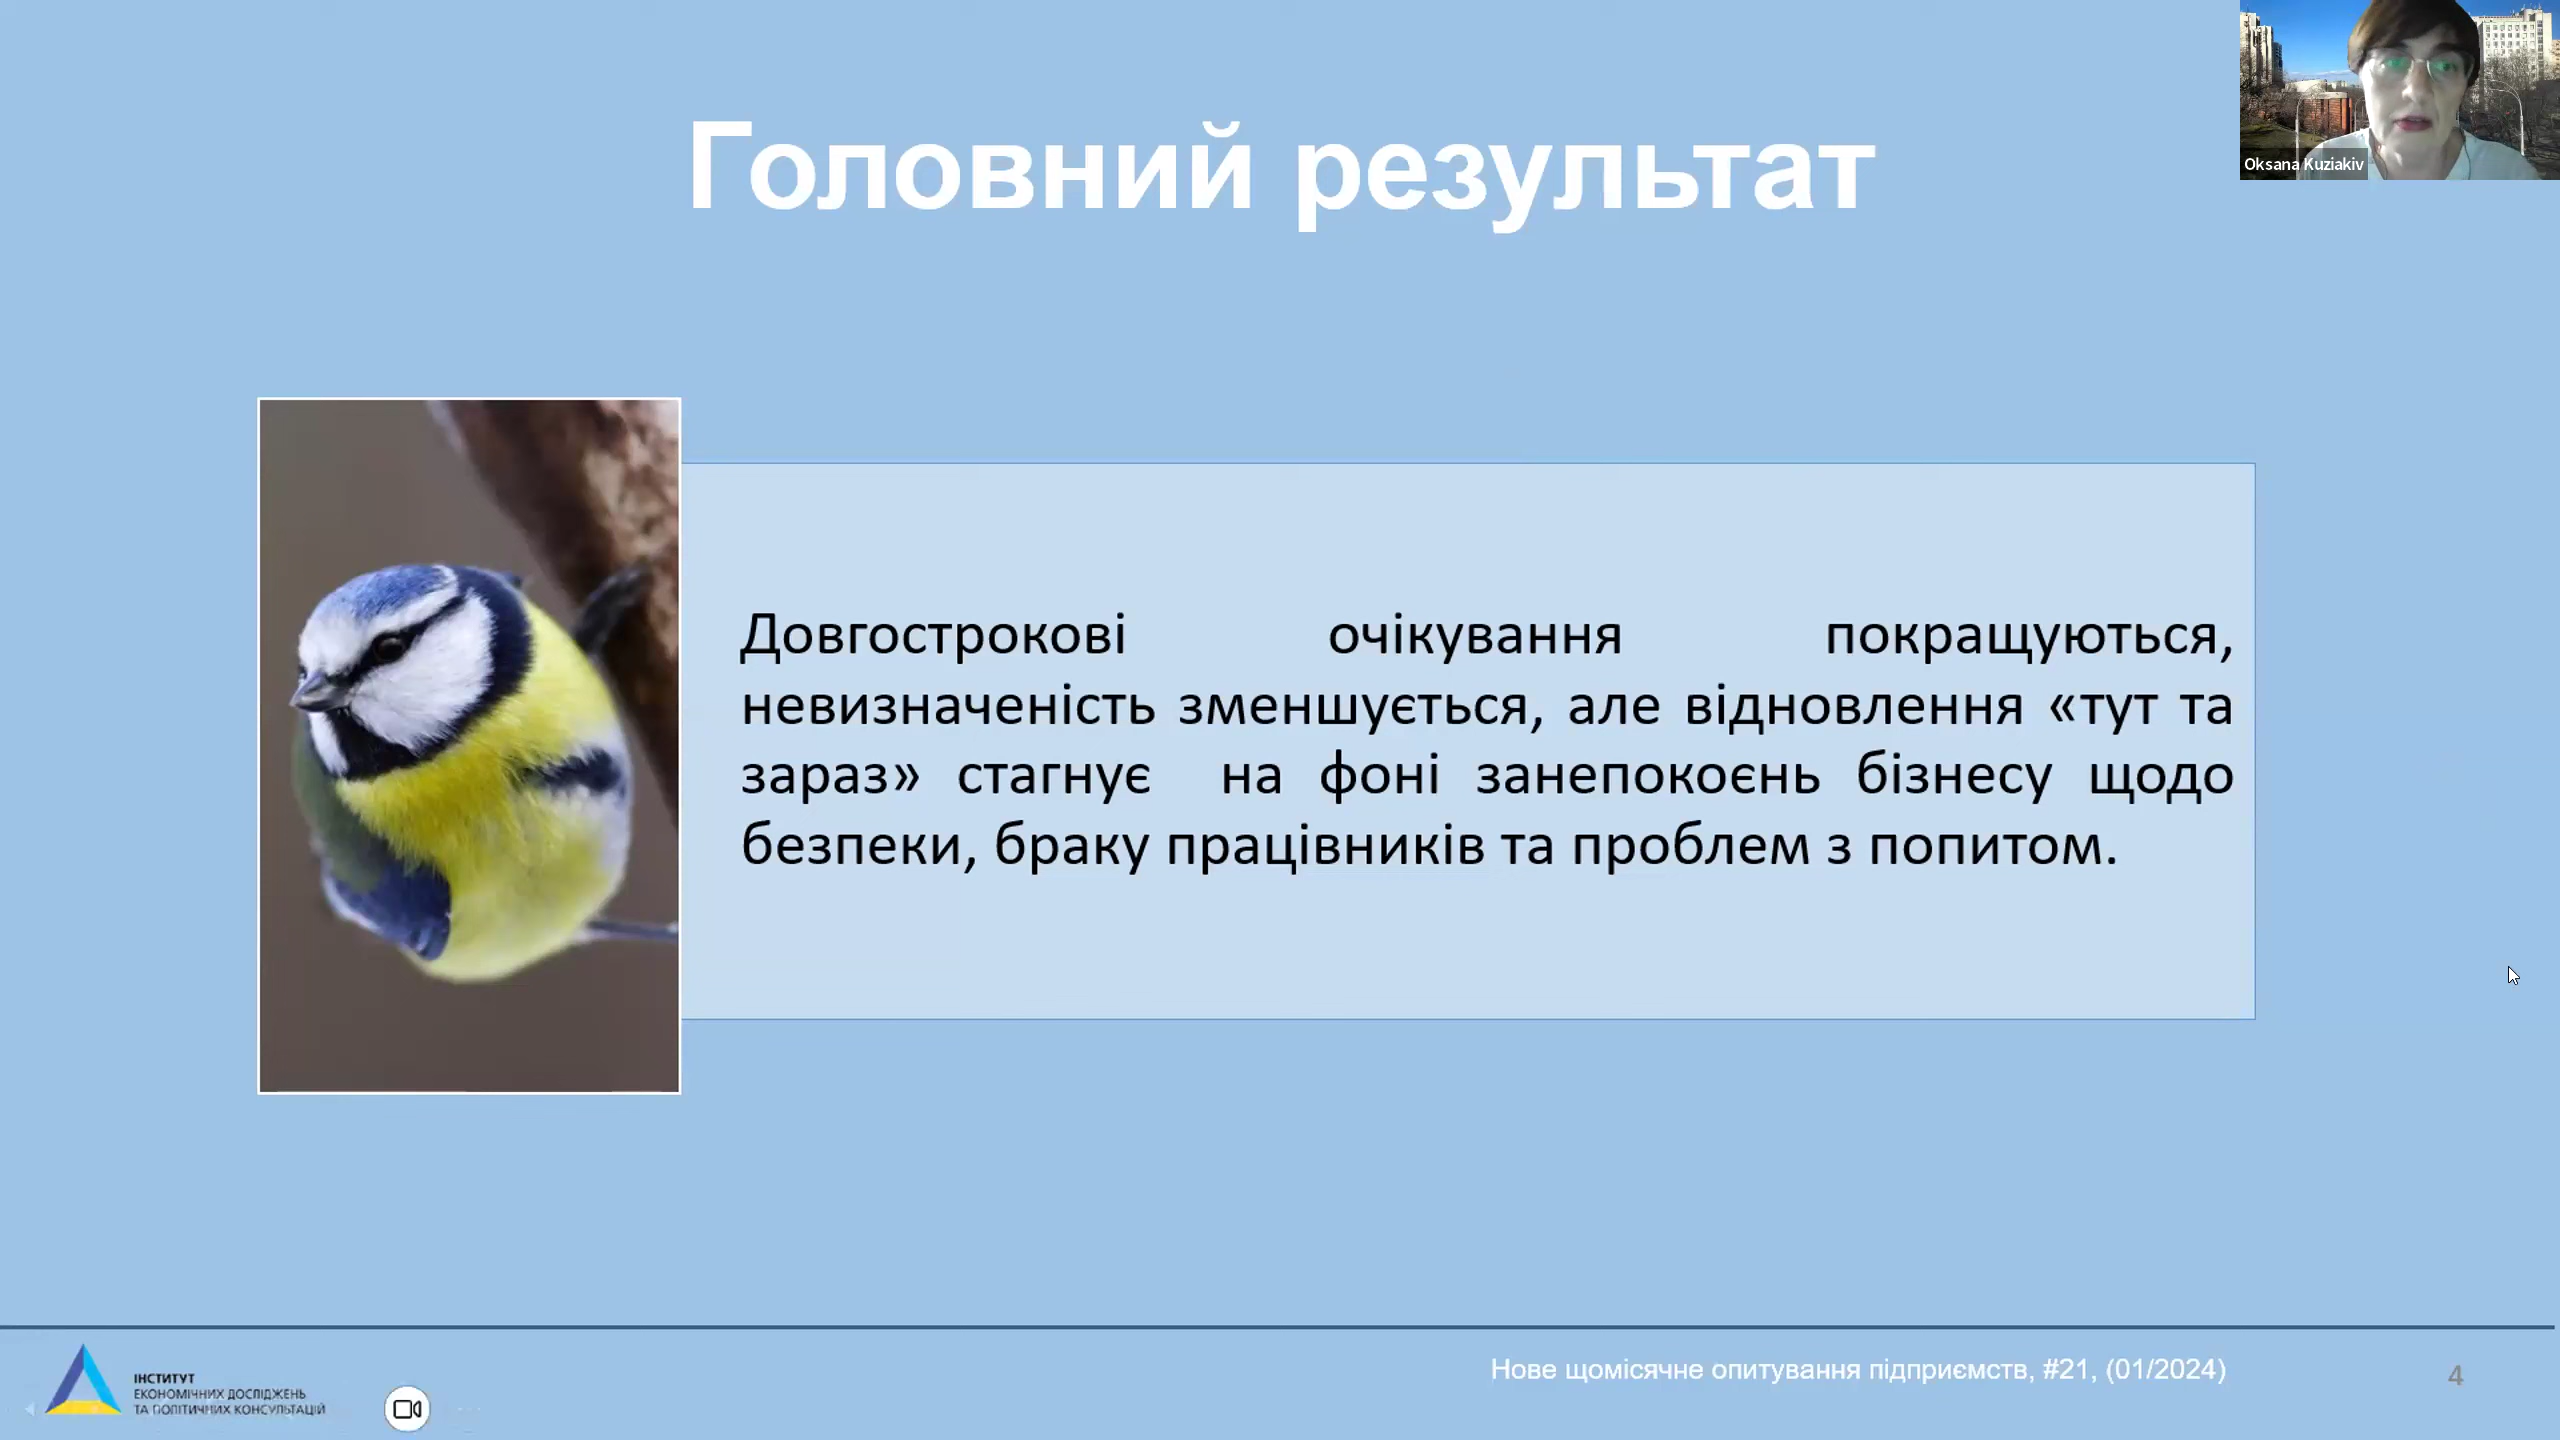 Головний результат
Oksana Kuziakiv
Довгострокові очікування покращуються,
невизначеність зменшується, але відновлення «тут та
зараз» стагнує на фоні занепокоєнь бізнесу щодо
безпеки, браку працівників та проблем з попитом.
ІНСТИТУТ
ЕКОНОМІЧНИХ ДОСЛІДЖЕНЬ
ТА ПОЛІТИЧНИХ КОНСУЛЬТАЦІЙ
Нове щомісячне опитування підприємств, #21, (01/2024)
4